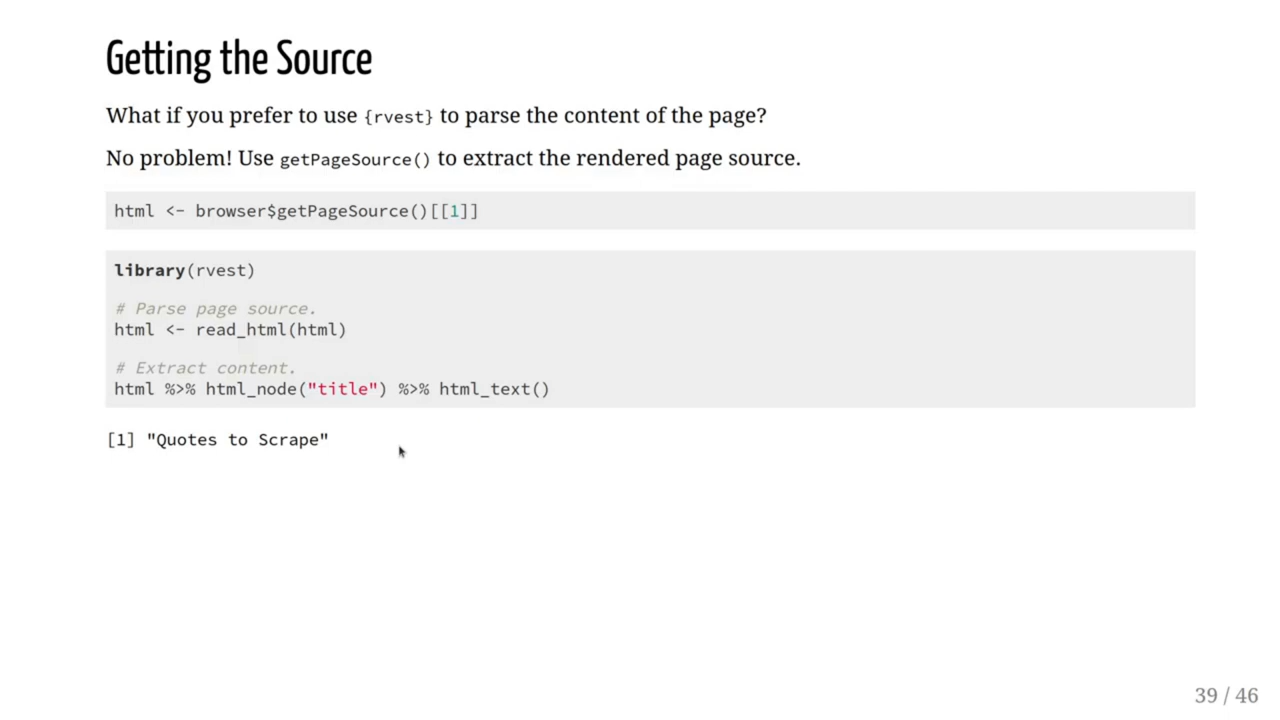 Getting the Source
What if you prefer to use {rvest} to parse the content of the page?
No problem! Use getPageSource() to extract the rendered page source.
html <- browser$getPageSource()[[1]]
library(rvest)
# Parse page source.
html <- read_html(html)
# Extract content.
html %>% html_node("title") %>% html_text()
[1] "Quotes to Scrape"
39 / 46